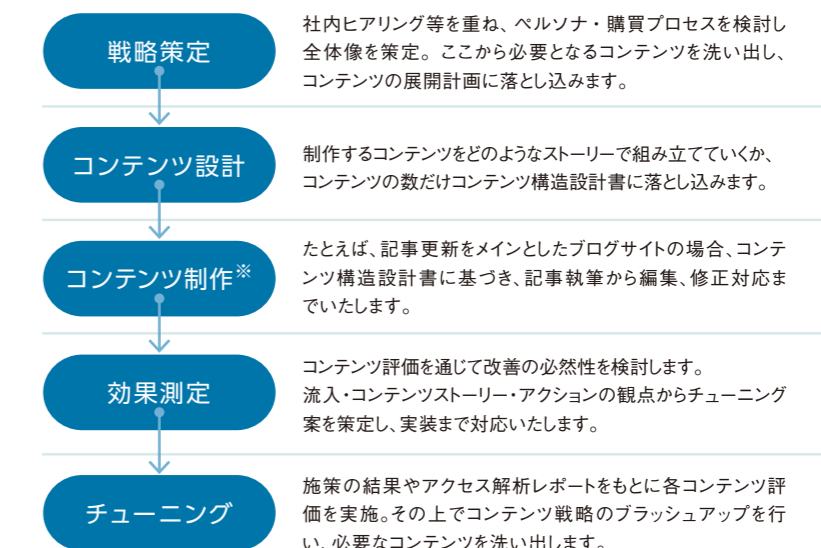 戦略策定
社内ヒアリング等を重ね、ペルソナ・購買プロセスを検討し
全体像を策定。ここから必要となるコンテンツを洗い出し、
コンテンツの展開計画に落とし込みます。
コンテンツ設計
制作するコンテンツをどのようなストーリーで組み立てていくか、
コンテンツの数だけコンテンツ構造設計書に落とし込みます。
コンテンツ制作※
たとえば、記事更新をメインとしたブログサイトの場合、コンテ
ンツ構造設計書に基づき、記事執筆から編集、修正対応ま
でいたします。
効果測定
コンテンツ評価を通じて改善の必然性を検討します。
流入・コンテンツストーリー・アクションの観点からチューニング
案を策定し、実装まで対応いたします。
チューニング
施策の結果やアクセス解析レポートをもとに各コンテンツ評
価を実施。その上でコンテンツ戦略のブラッシュアップを行
い、必要なコンテンツを洗い出します。